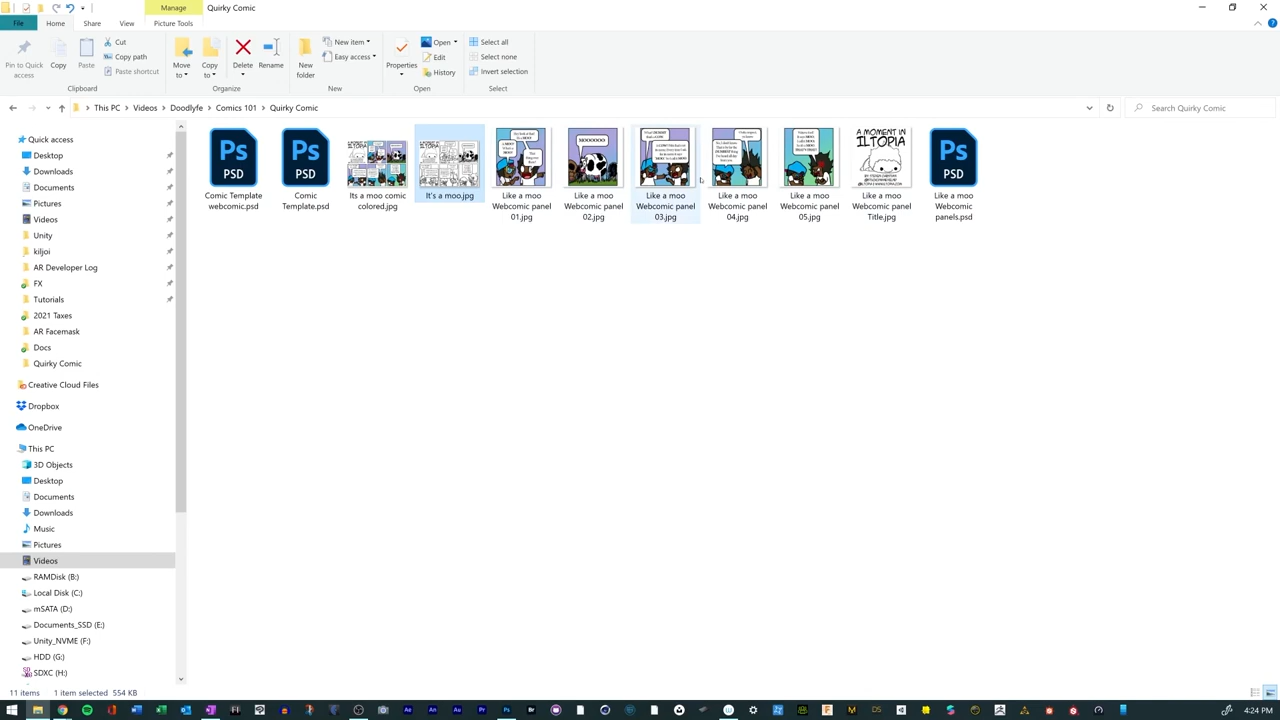 Manage
Quirky Comic
File
Home
Share
View
Picture Tools
Pin to Quick
access
Copy
Paste
Cut
Copy path
Paste shortcut
Clipboard
Move
to
Copy
to
Delete
Rename
Organize
New
folder
New item
Easy access
New
Properties
Open
Edit
History
Open
Select all
Select none
Invert selection
Select
This PC
Videos
Doodlyfe
Comics 101
Quirky Comic
Search Quirky Comic
Quick access
Desktop
Downloads
Documents
Pictures
Videos
Unity
kiljoi
AR Developer Log
FX
Tutorials
2021 Taxes
AR Facemask
Docs
Quirky Comic
Creative Cloud Files
Dropbox
OneDrive
This PC
3D Objects
Desktop
Documents
Downloads
Music
Pictures
Videos
RAMDisk (B:)
Local Disk (C:)
mSATA (D:)
Documents_SSD (E:)
Unity_NVME (F:)
HDD (G:)
SDXC (H:)
Ps
PSD
Comic Template
webcomic.psd
Ps
PSD
Comic
Template.psd
Its a moo comic
colored.jpg
It's a moo.jpg
Like a moo
Webcomic panel
01.jpg
MOOOOOO
Like a moo
Webcomic panel
02.jpg
Like a moo
Webcomic panel
03.jpg
Like a moo
Webcomic panel
04.jpg
Like a moo
Webcomic panel
05.jpg
A MOMENT IN
ILTOPIA
Like a moo
Webcomic panel
Title.jpg
Ps
PSD
Like a moo
Webcomic
panels.psd
11 items
1 item selected 554 KB
4:24 PM